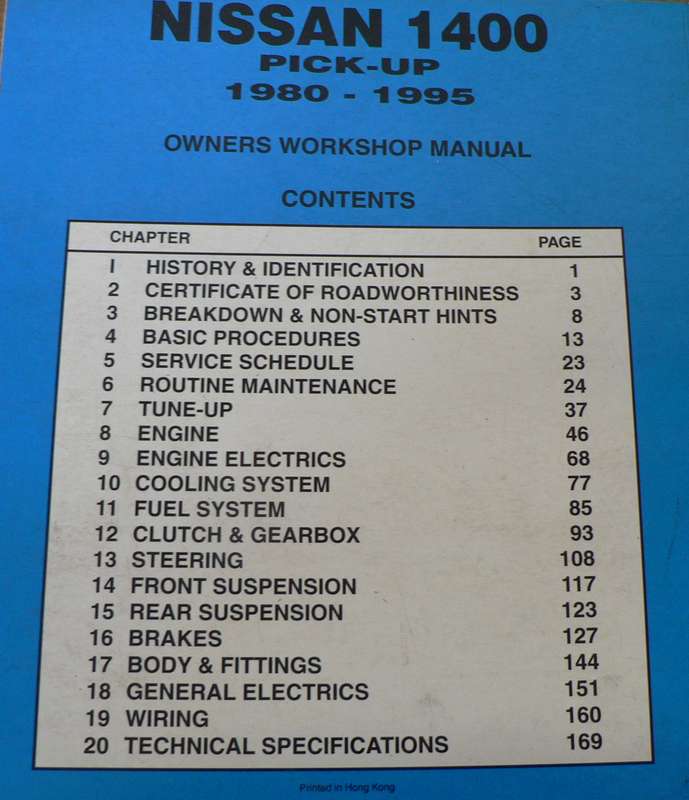 NISSAN 1400
PICK-UP
1980 - 1995
OWNERS WORKSHOP MANUAL
CONTENTS
CHAPTER PAGE
I HISTORY & IDENTIFICATION 1
2 CERTIFICATE OF ROADWORTHINESS 3
3 BREAKDOWN & NON-START HINTS 8
4 BASIC PROCEDURES 13
5 SERVICE SCHEDULE 23
6 ROUTINE MAINTENANCE 24
7 TUNE-UP 37
8 ENGINE 46
9 ENGINE ELECTRICS 68
10 COOLING SYSTEM 77
11 FUEL SYSTEM 85
12 CLUTCH & GEARBOX 93
13 STEERING 108
14 FRONT SUSPENSION 117
15 REAR SUSPENSION 123
16 BRAKES 127
17 BODY & FITTINGS 144
18 GENERAL ELECTRICS 151
19 WIRING 160
20 TECHNICAL SPECIFICATIONS 169
Printed in Hong Kong